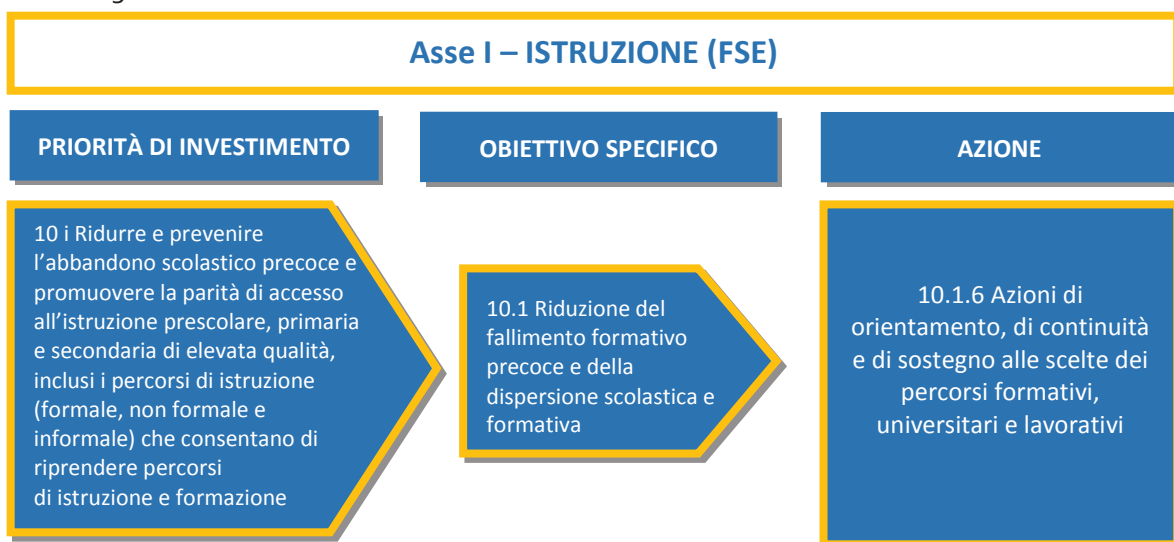 Asse I – ISTRUZIONE (FSE)
PRIORITÀ DI INVESTIMENTO
OBIETTIVO SPECIFICO
AZIONE
10 i Ridurre e prevenire
l’abbandono scolastico precoce e
promuovere la parità di accesso
all’istruzione prescolare, primaria
e secondaria di elevata qualità,
inclusi i percorsi di istruzione
(formale, non formale e
informale) che consentano di
riprendere percorsi
di istruzione e formazione
10.1 Riduzione del
fallimento formativo
precoce e della
dispersione scolastica e
formativa
10.1.6 Azioni di
orientamento, di continuità
e di sostegno alle scelte dei
percorsi formativi,
universitari e lavorativi